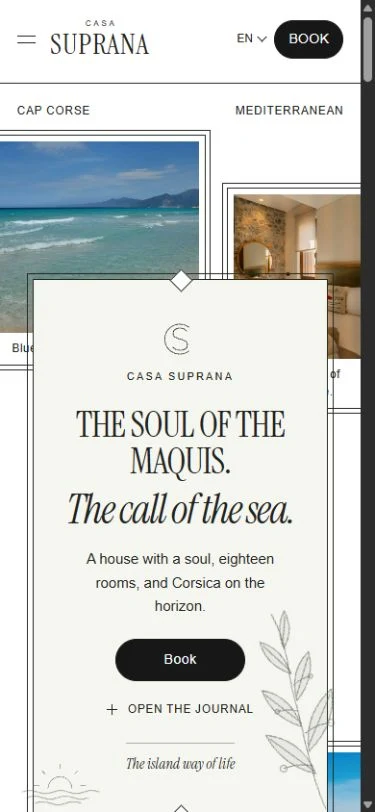 CASA
SUPRANA
EN
BOOK
CAP CORSE
MEDITERRANEAN
Blue
of
CASA SUPRANA
THE SOUL OF THE
MAQUIS.
The call of the sea.
A house with a soul, eighteen
rooms, and Corsica on the
horizon.
Book
OPEN THE JOURNAL
The island way of life